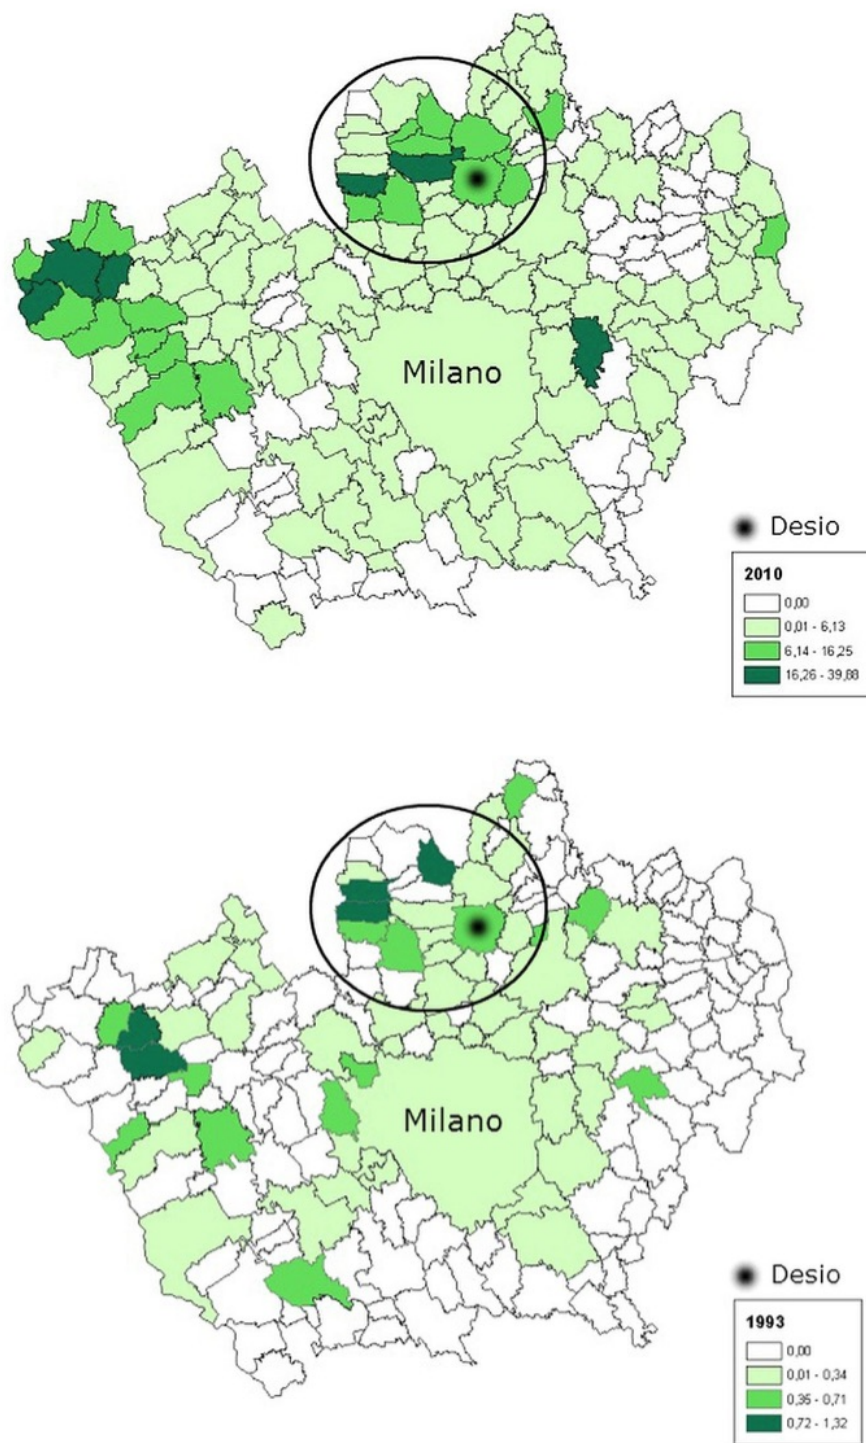 Milano
Desio
2010
0,00
0,01 - 6,13
6,14 - 16,25
16,26 - 39,88
Milano
Desio
1993
0,00
0,01 - 0,34
0,35 - 0,71
0,72 - 1,32